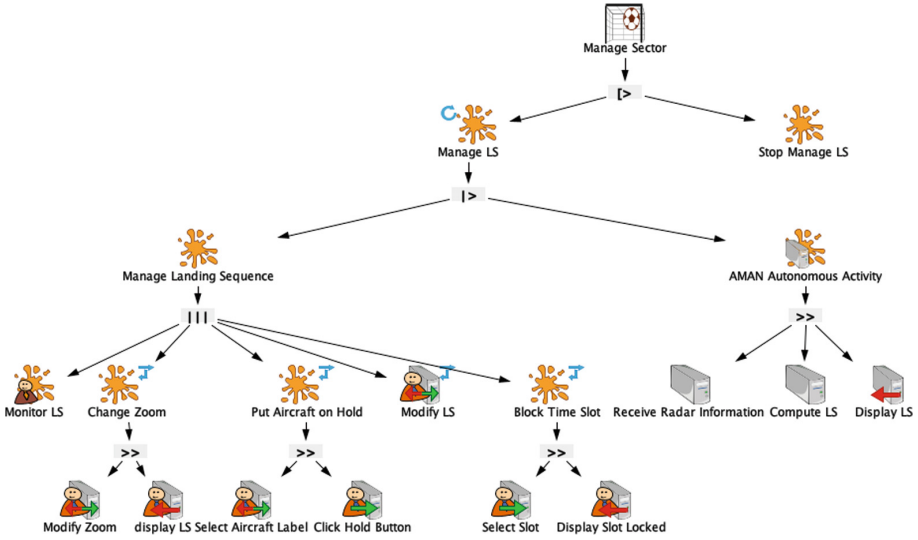 Manage Sector
[>
Manage LS
Stop Manage LS
|>
Manage Landing Sequence
AMAN Autonomous Activity
|||
>>
Monitor LS
Change Zoom
Put Aircraft on Hold
Modify LS
Block Time Slot
Receive Radar Information
Compute LS
Display LS
>>
>>
>>
Modify Zoom
display LS
Select Aircraft Label
Click Hold Button
Select Slot
Display Slot Locked